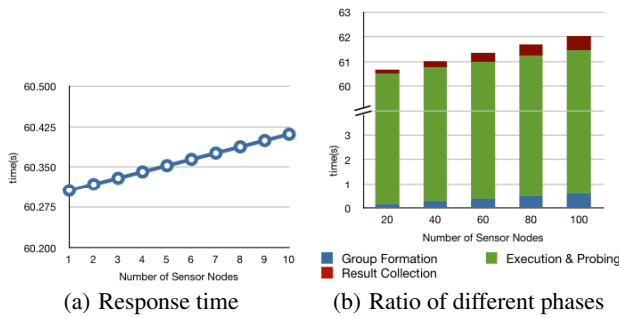 60.500
60.425
60.350
60.275
60.200
time(s)
1 2 3 4 5 6 7 8 9 10
Number of Sensor Nodes
(a) Response time
63
62
61
60
3
2
1
0
time(s)
20 40 60 80 100
Number of Sensor Nodes
Group Formation
Execution & Probing
Result Collection
(b) Ratio of different phases